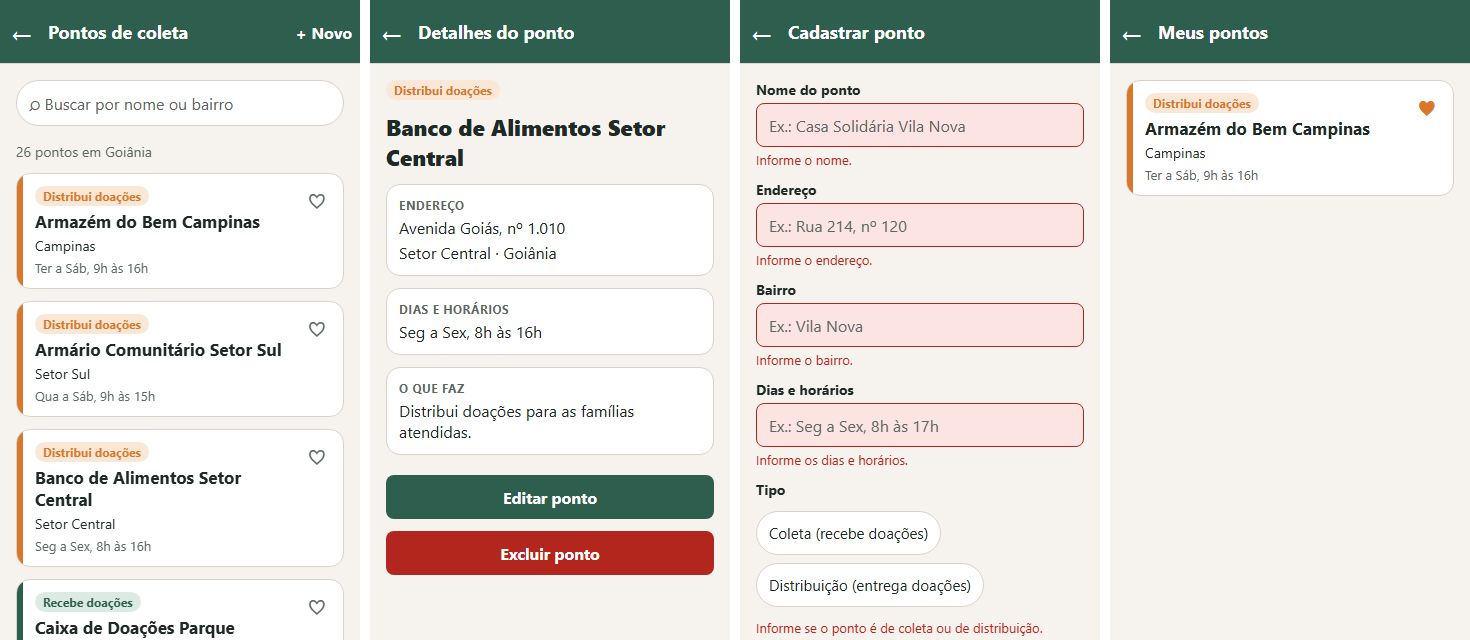 ← Pontos de coleta + Novo
Buscar por nome ou bairro
26 pontos em Goiânia
Distribui doações
Armazém do Bem Campinas
Campinas
Ter a Sáb, 9h às 16h
Distribui doações
Armário Comunitário Setor Sul
Setor Sul
Qua a Sáb, 9h às 15h
Distribui doações
Banco de Alimentos Setor
Central
Setor Central
Seg a Sex, 8h às 16h
Recebe doações
Caixa de Doações Parque
← Detalhes do ponto
Distribui doações
Banco de Alimentos Setor
Central
ENDEREÇO
Avenida Goiás, nº 1.010
Setor Central · Goiânia
DIAS E HORÁRIOS
Seg a Sex, 8h às 16h
O QUE FAZ
Distribui doações para as famílias
atendidas.
Editar ponto
Excluir ponto
← Cadastrar ponto
Nome do ponto
Ex.: Casa Solidária Vila Nova
Informe o nome.
Endereço
Ex.: Rua 214, nº 120
Informe o endereço.
Bairro
Ex.: Vila Nova
Informe o bairro.
Dias e horários
Ex.: Seg a Sex, 8h às 17h
Informe os dias e horários.
Tipo
Coleta (recebe doações)
Distribuição (entrega doações)
Informe se o ponto é de coleta ou de distribuição.
← Meus pontos
Distribui doações
Armazém do Bem Campinas
Campinas
Ter a Sáb, 9h às 16h